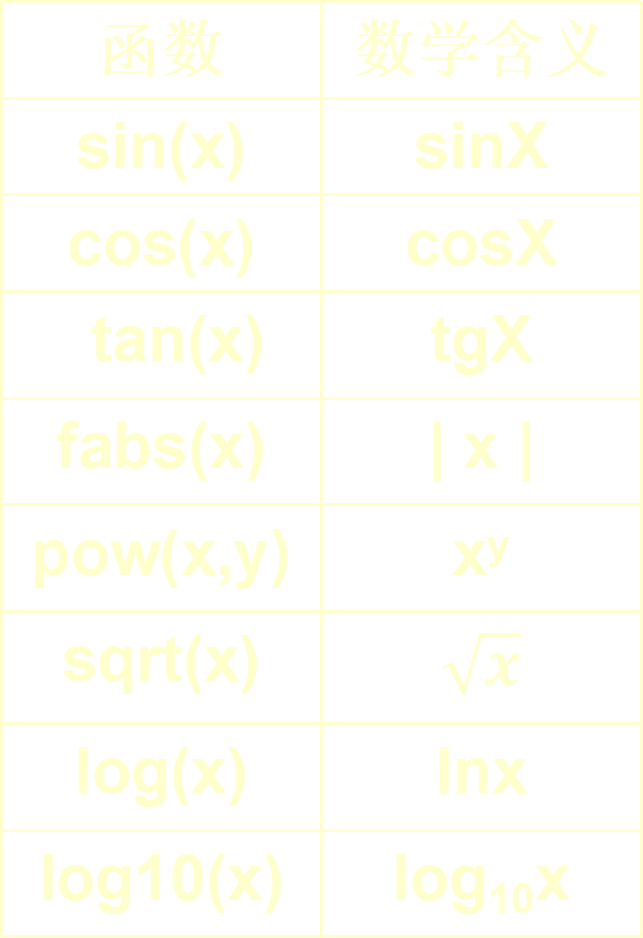 函数 数学含义
sin(x) sinX
cos(x) cosX
tan(x) tgX
fabs(x) | x |
pow(x,y) xʸ
sqrt(x) √x
log(x) lnx
log10(x) log₁₀x